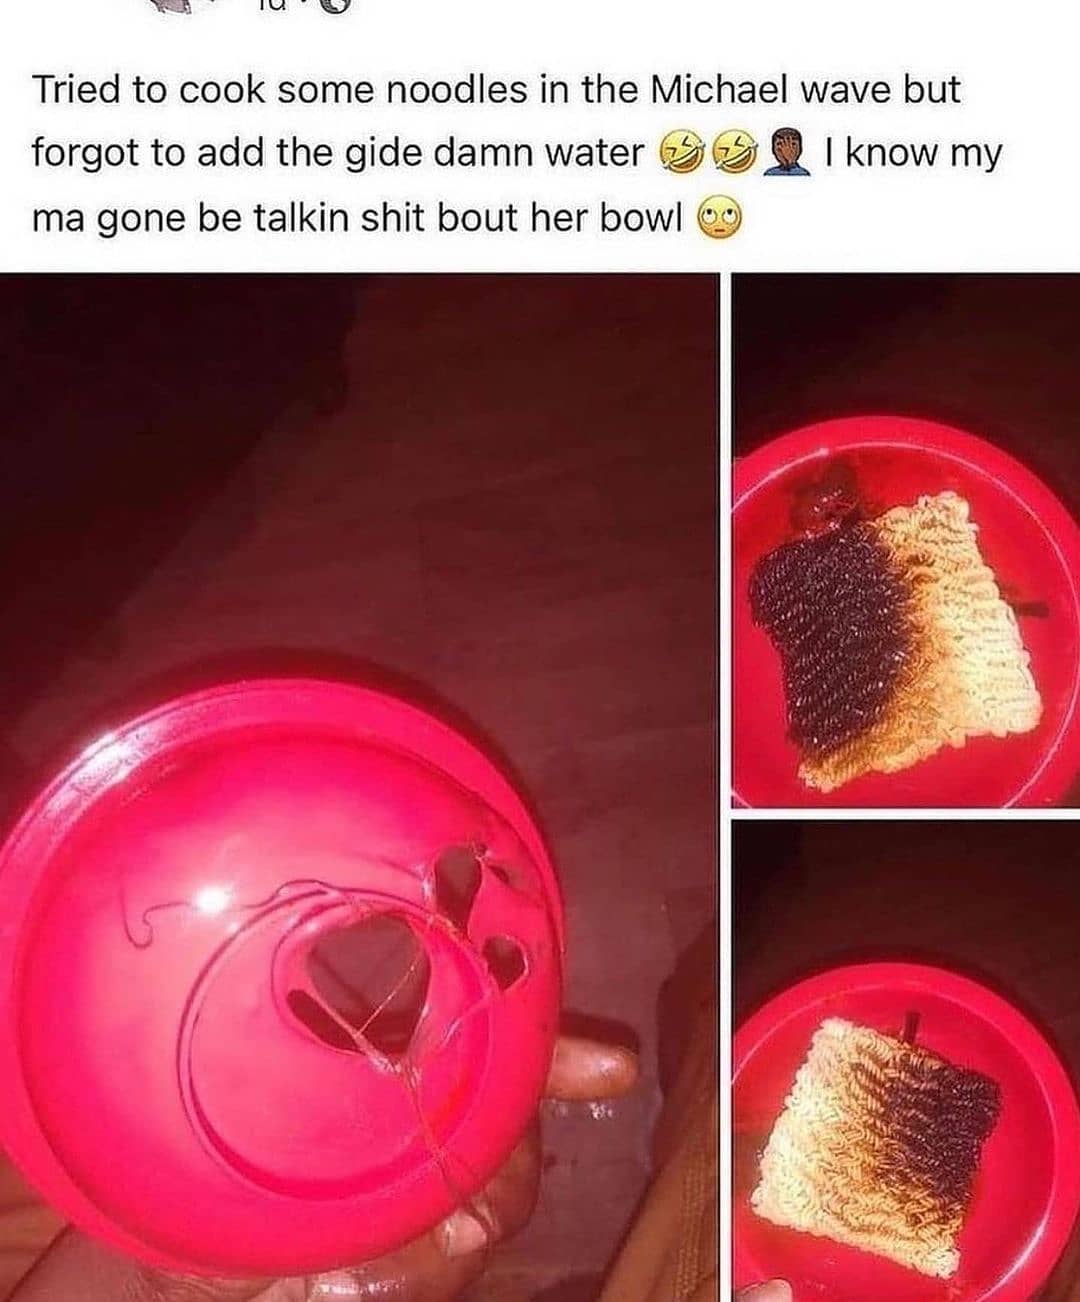 Tried to cook some noodles in the Michael wave but
forgot to add the gide damn water 🤣🤣🤦🏾‍♂️ I know my
ma gone be talkin shit bout her bowl 🙄